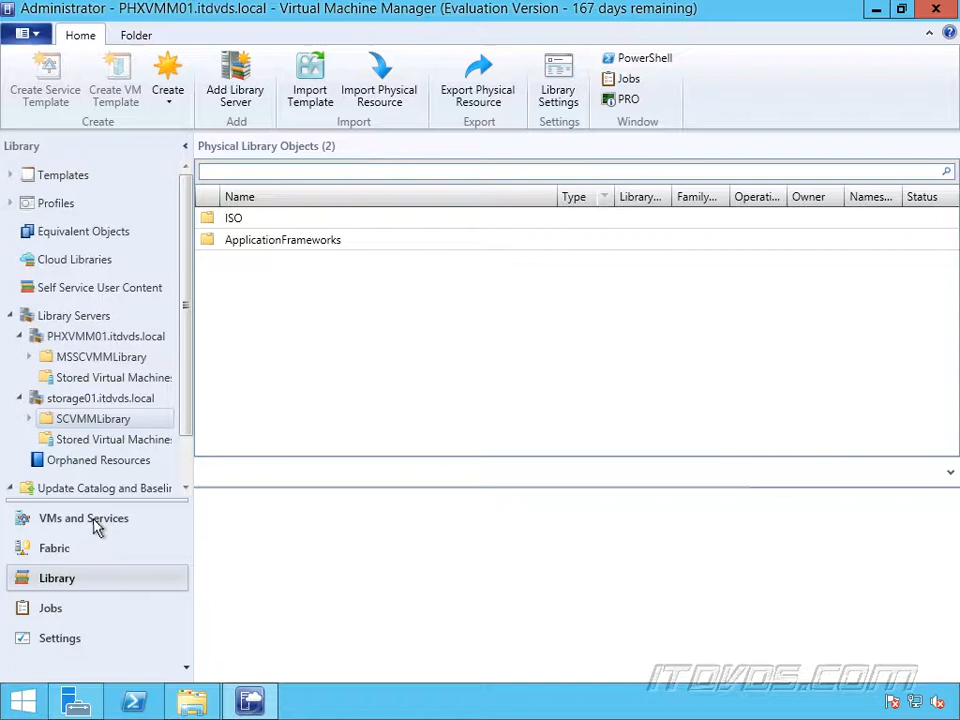 Administrator - PHXVMM01.itdvds.local - Virtual Machine Manager (Evaluation Version - 167 days remaining)
Home Folder
Create Service Template
Create VM Template
Create
Add Library Server
Import Template
Import Physical Resource
Export Physical Resource
Library Settings
PowerShell
Jobs
PRO
Create Add Import Export Settings Window
Library
Templates
Profiles
Equivalent Objects
Cloud Libraries
Self Service User Content
Library Servers
PHXVMM01.itdvds.local
MSSCVMMLibrary
Stored Virtual Machines
storage01.itdvds.local
SCVMMLibrary
Stored Virtual Machines
Orphaned Resources
Update Catalog and Baselin
VMs and Services
Fabric
Library
Jobs
Settings
Physical Library Objects (2)
Name Type Library... Family... Operati... Owner Names... Status
ISO
ApplicationFrameworks
ITDVDS.COM